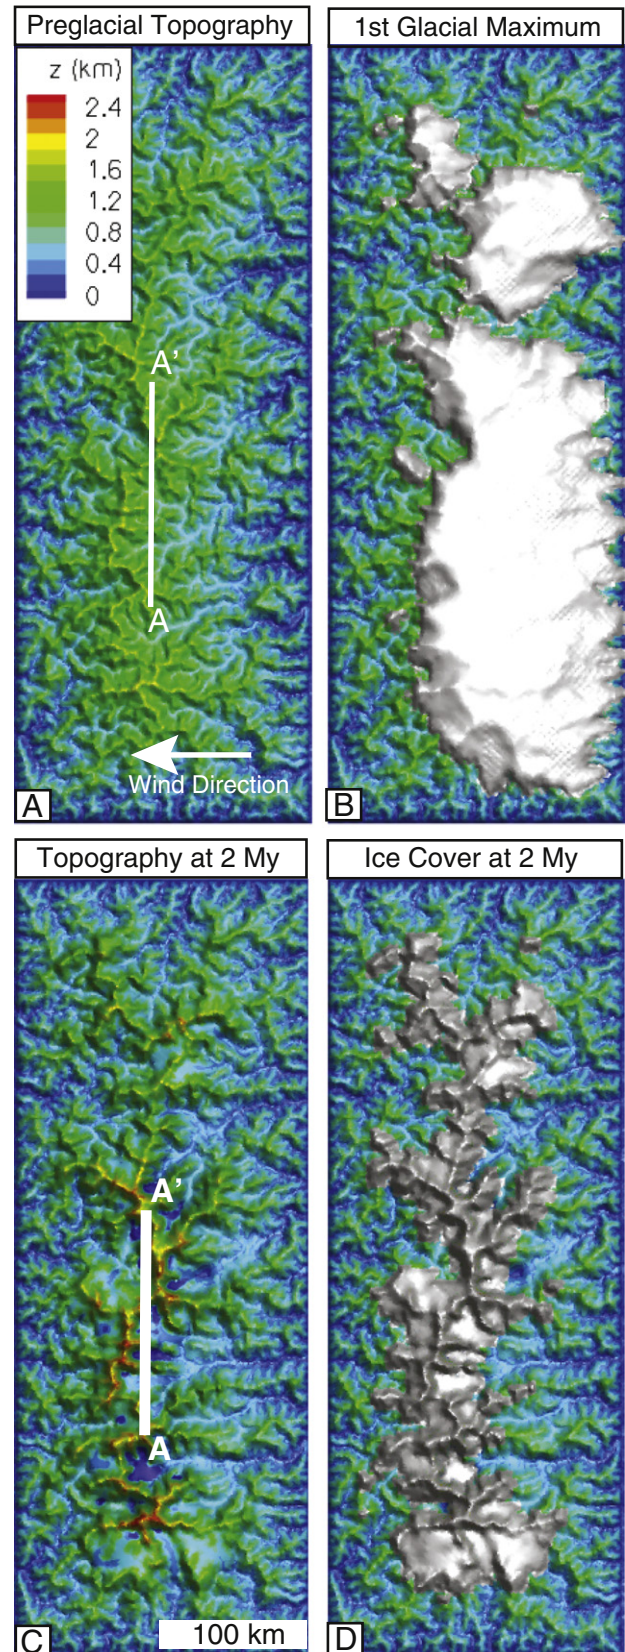 Preglacial Topography
1st Glacial Maximum
z (km)
2.4
2
1.6
1.2
0.8
0.4
0
A'
A
Wind Direction
A
B
Topography at 2 My
Ice Cover at 2 My
A'
A
100 km
C
D